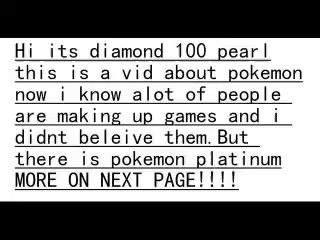 Hi its diamond 100 pearl
this is a vid about pokemon
now i know alot of people
are making up games and i
didnt beleive them.But
there is pokemon platinum
MORE ON NEXT PAGE!!!!